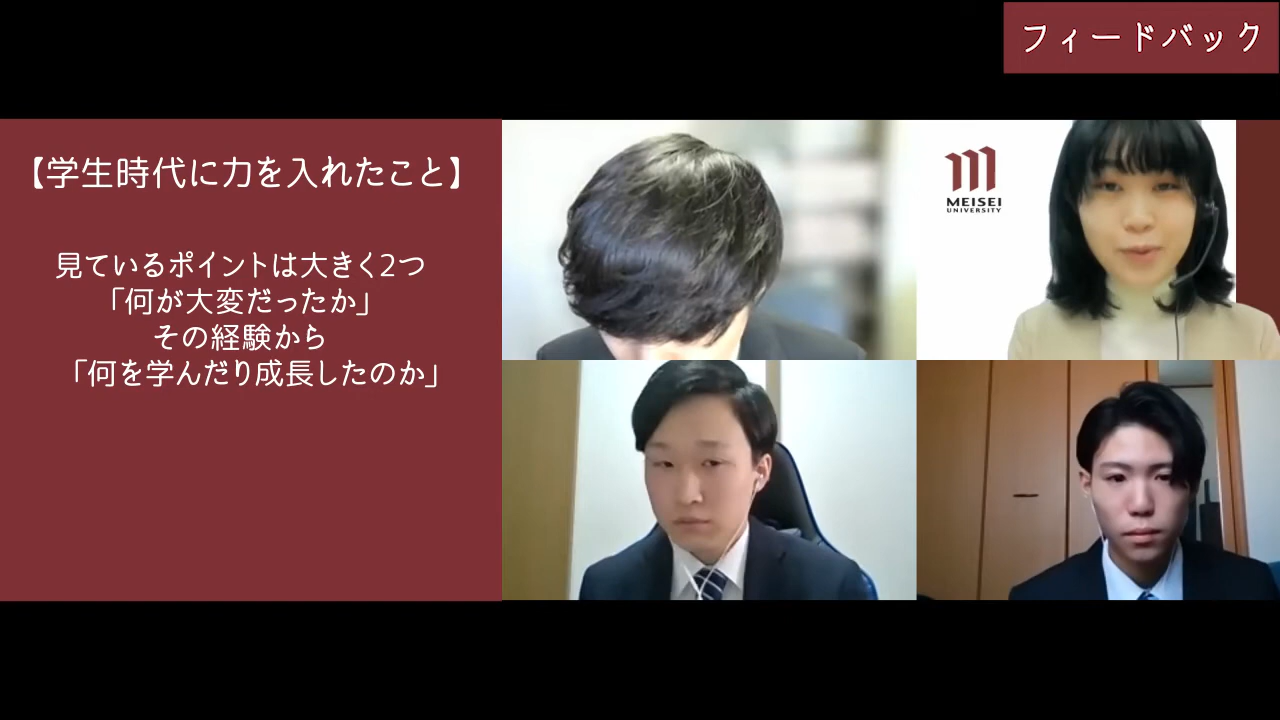 フィードバック
【学生時代に力を入れたこと】
見ているポイントは大きく2つ
「何が大変だったか」
その経験から
「何を学んだり成長したのか」
MEISEI
UNIVERSITY